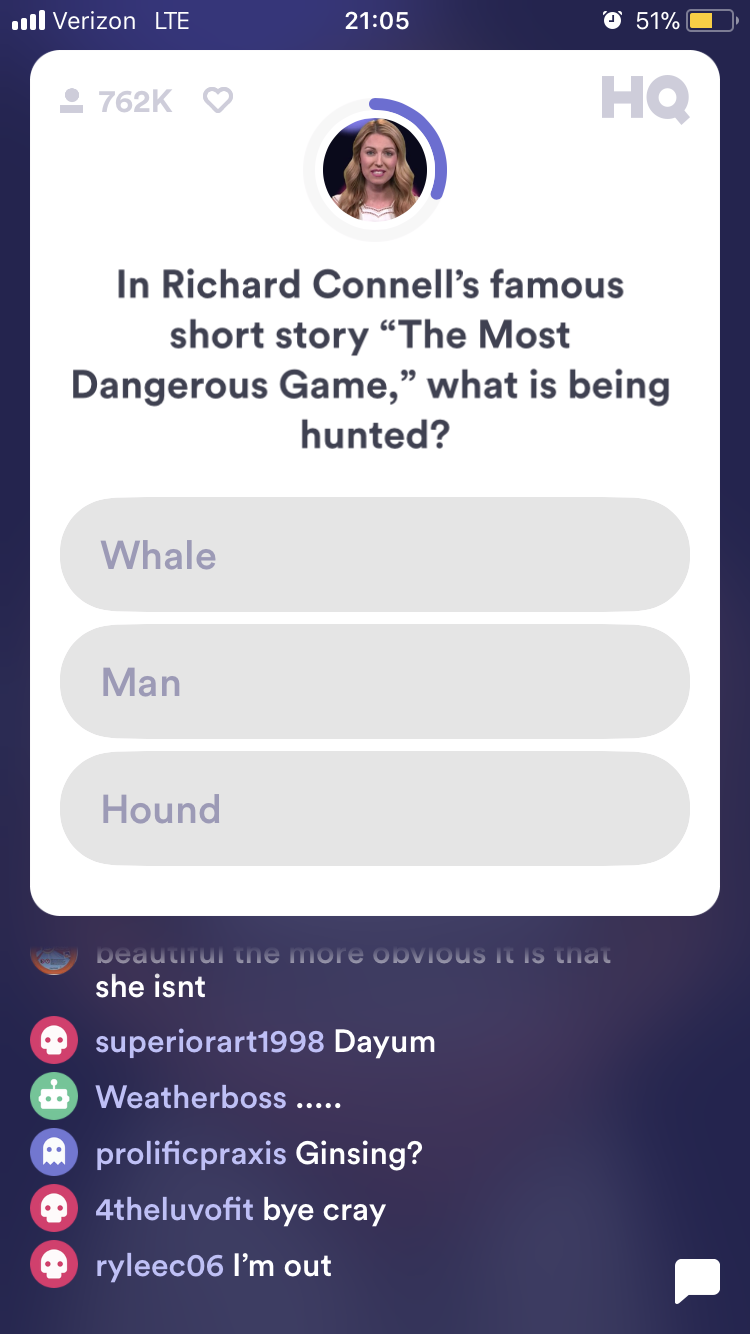 Verizon LTE 21:05 51%
762K HQ
In Richard Connell’s famous
short story “The Most
Dangerous Game,” what is being
hunted?
Whale
Man
Hound
beautiful the more obvious it is that
she isnt
superiorart1998 Dayum
Weatherboss .....
prolificpraxis Ginsing?
4theluvofit bye cray
ryleec06 I’m out